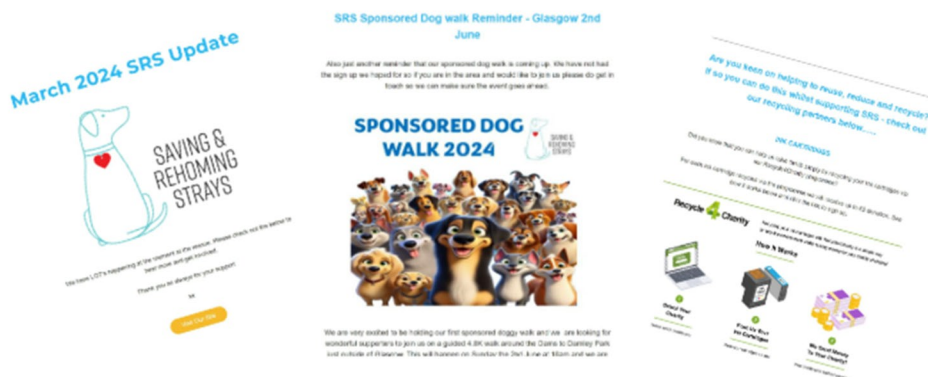 March 2024 SRS Update
SAVING &
REHOMING
STRAYS
We have LOT's happening at the moment at the rescue. Please check out the below to
hear more and get involved.
Thank you as always for your support
xx
Visit Our Site
SRS Sponsored Dog walk Reminder - Glasgow 2nd
June
Also just another reminder that our sponsored dog walk is coming up. We have not had
the sign up we hoped for so if you are in the area and would like to join us please do get in
touch so we can make sure the event goes ahead.
SPONSORED DOG
WALK 2024
SAVING &
REHOMING
STRAYS
We are very excited to be holding our first sponsored doggy walk and we are looking for
wonderful supporters to join us on a guided 4.8K walk around the Dams to Darnley Park
just outside of Glasgow. This will happen on Sunday the 2nd June at 10am and we are
Are you keen on helping to reuse, reduce and recycle?
If so you can do this whilst supporting SRS - check out
our recycling partners below.....
INK CARTRIDGES
Recycle 4 Charity
How It Works
1
Select Your
Charity
2
Post Us Your
Ink Cartridges
3
We Send Money
To Your Charity!